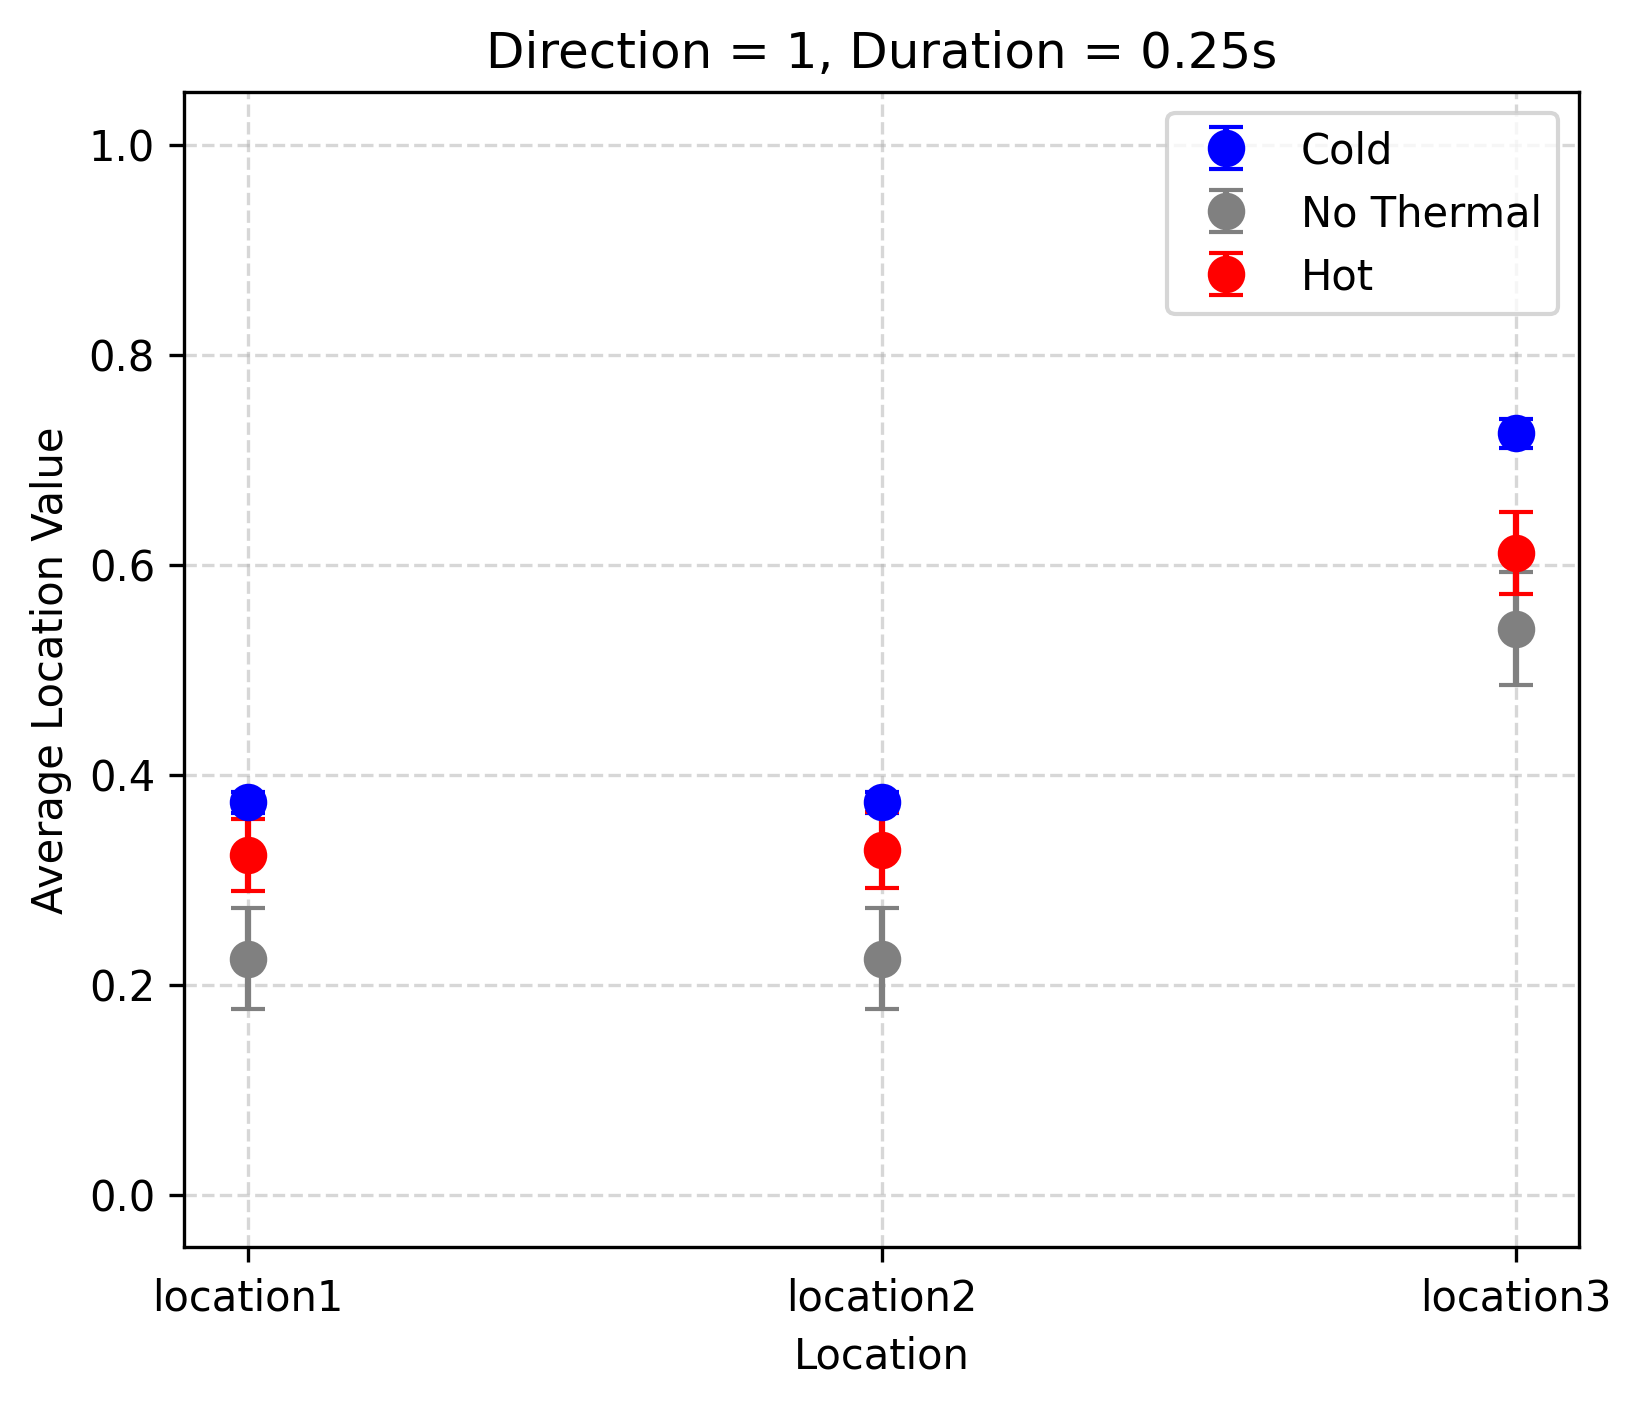 Direction = 1, Duration = 0.25s
Cold
No Thermal
Hot
1.0
0.8
0.6
0.4
0.2
0.0
Average Location Value
location1
location2
location3
Location